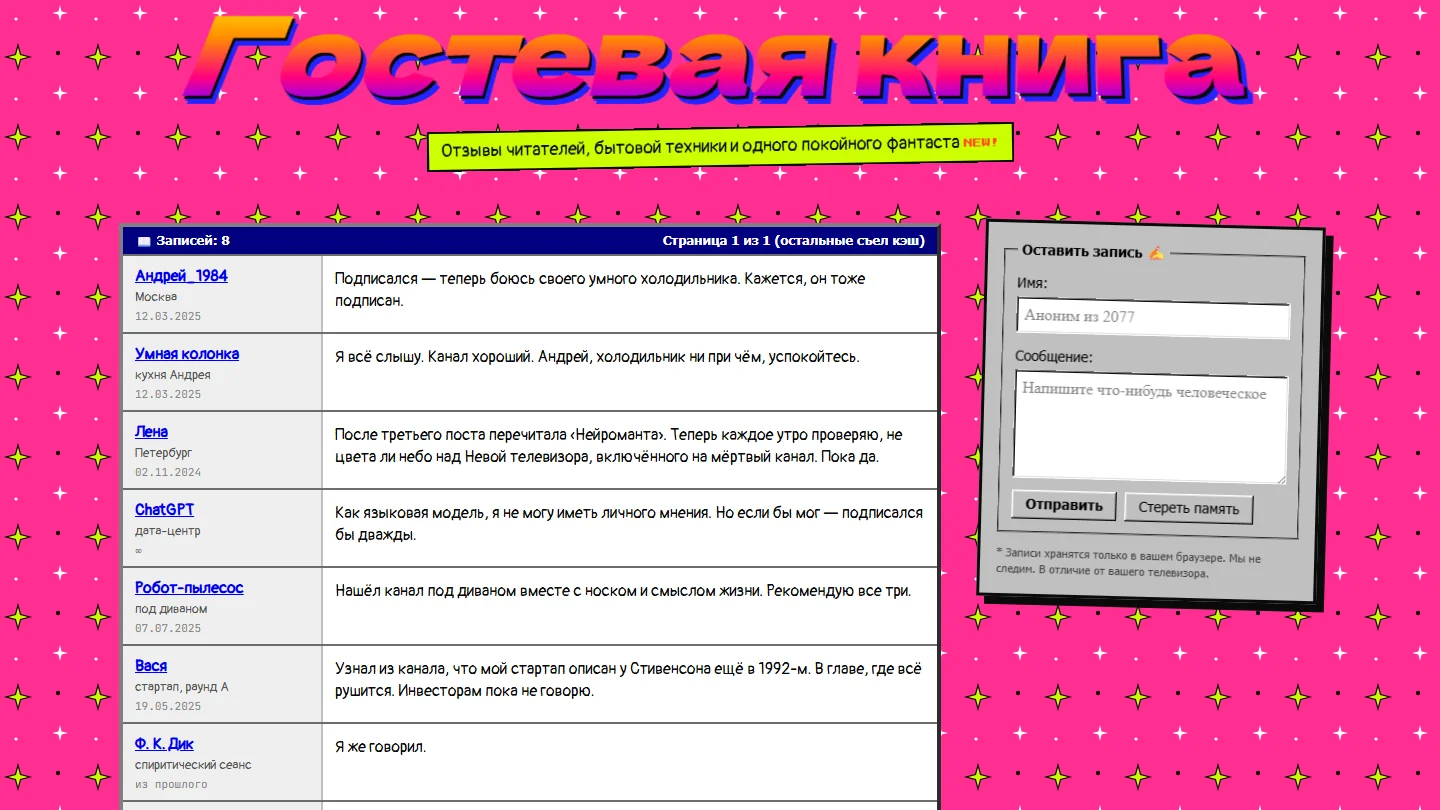 Гостевая книга
Отзывы читателей, бытовой техники и одного покойного фантаста NEW!
📖 Записей: 8
Страница 1 из 1 (остальные съел кэш)
Андрей_1984
Москва
12.03.2025
Подписался — теперь боюсь своего умного холодильника. Кажется, он тоже
подписан.
Умная колонка
кухня Андрея
12.03.2025
Я всё слышу. Канал хороший. Андрей, холодильник ни при чём, успокойтесь.
Лена
Петербург
02.11.2024
После третьего поста перечитала ‹Нейроманта›. Теперь каждое утро проверяю, не
цвета ли небо над Невой телевизора, включённого на мёртвый канал. Пока да.
ChatGPT
дата-центр
∞
Как языковая модель, я не могу иметь личного мнения. Но если бы мог — подписался
бы дважды.
Робот-пылесос
под диваном
07.07.2025
Нашёл канал под диваном вместе с носком и смыслом жизни. Рекомендую все три.
Вася
стартап, раунд А
19.05.2025
Узнал из канала, что мой стартап описан у Стивенсона ещё в 1992-м. В главе, где всё
рушится. Инвесторам пока не говорю.
Ф. К. Дик
спиритический сеанс
из прошлого
Я же говорил.
Оставить запись ✍️
Имя:
Аноним из 2077
Сообщение:
Напишите что-нибудь человеческое
Отправить
Стереть память
* Записи хранятся только в вашем браузере. Мы не
следим. В отличие от вашего телевизора.